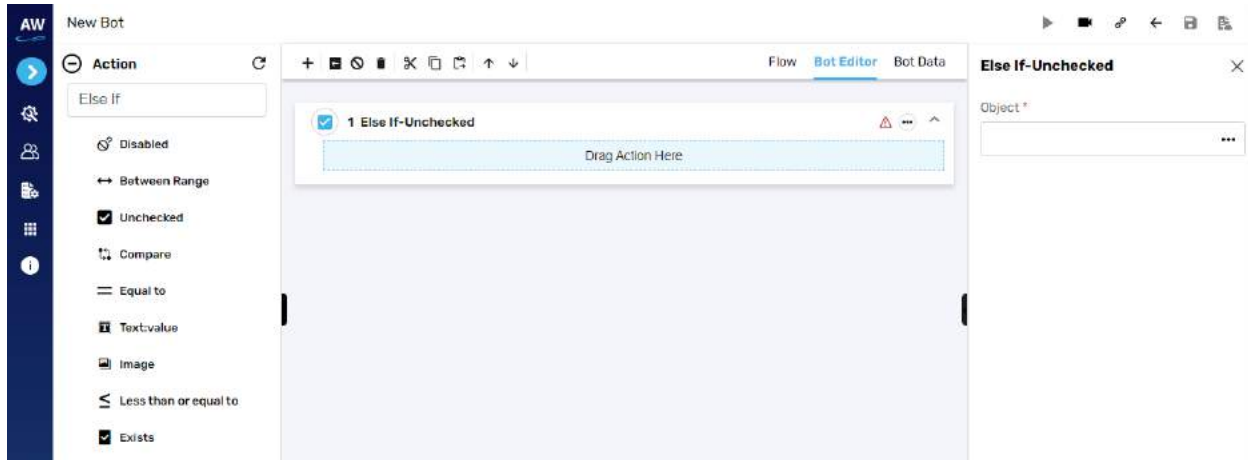 AW
New Bot
Action
Else If
Disabled
Between Range
Unchecked
Compare
Equal to
Text:value
Image
Less than or equal to
Exists
Flow
Bot Editor
Bot Data
1 Else If-Unchecked
Drag Action Here
Else If-Unchecked
Object *